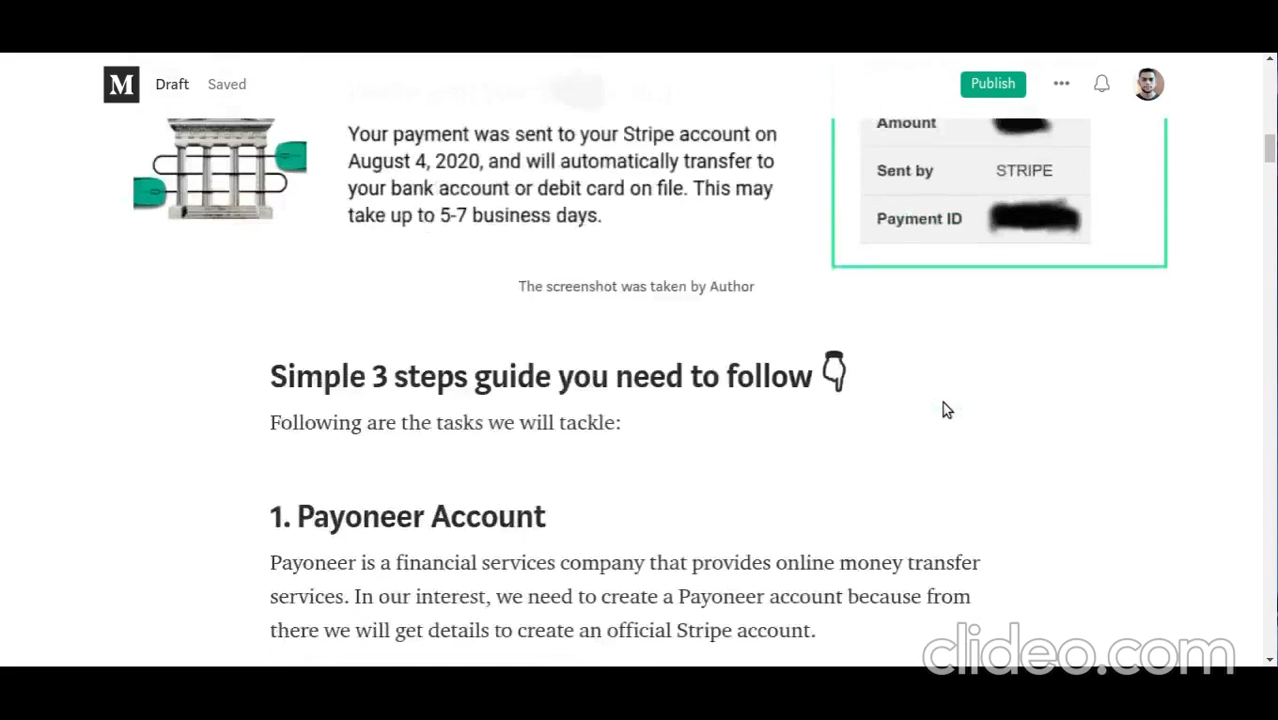 M Draft Saved Publish
Your payment was sent to your Stripe account on
August 4, 2020, and will automatically transfer to
your bank account or debit card on file. This may
take up to 5-7 business days.
Amount
Sent by STRIPE
Payment ID
The screenshot was taken by Author
Simple 3 steps guide you need to follow
Following are the tasks we will tackle:
1. Payoneer Account
Payoneer is a financial services company that provides online money transfer
services. In our interest, we need to create a Payoneer account because from
there we will get details to create an official Stripe account.
clideo.com